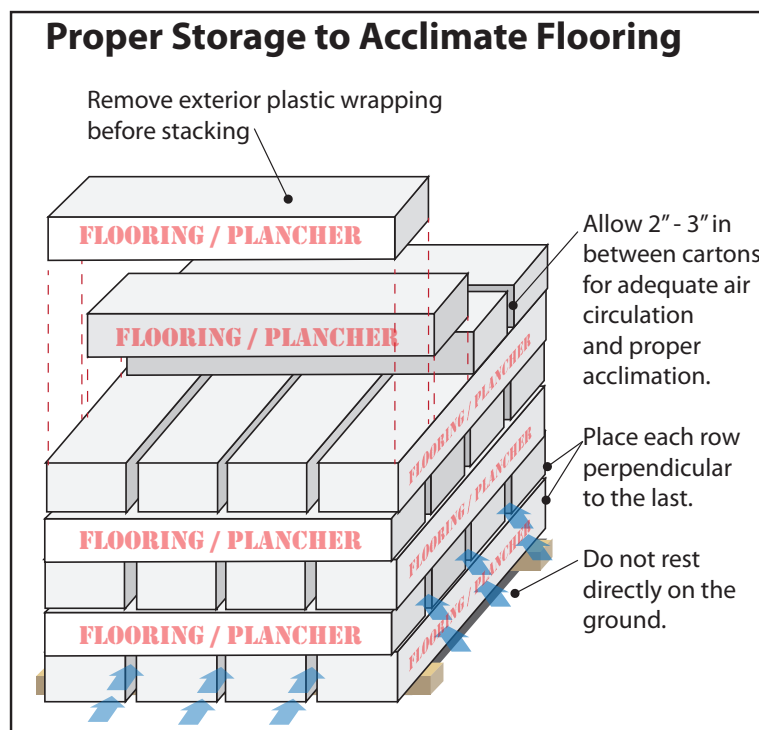 Proper Storage to Acclimate Flooring
Remove exterior plastic wrapping
before stacking
FLOORING / PLANCHER
Allow 2" - 3" in
between cartons
for adequate air
circulation
and proper
acclimation.
FLOORING / PLANCHER
FLOORING / PLANCHER
Place each row
perpendicular
to the last.
FLOORING / PLANCHER
FLOORING / PLANCHER
Do not rest
directly on the
ground.
FLOORING / PLANCHER
FLOORING / PLANCHER